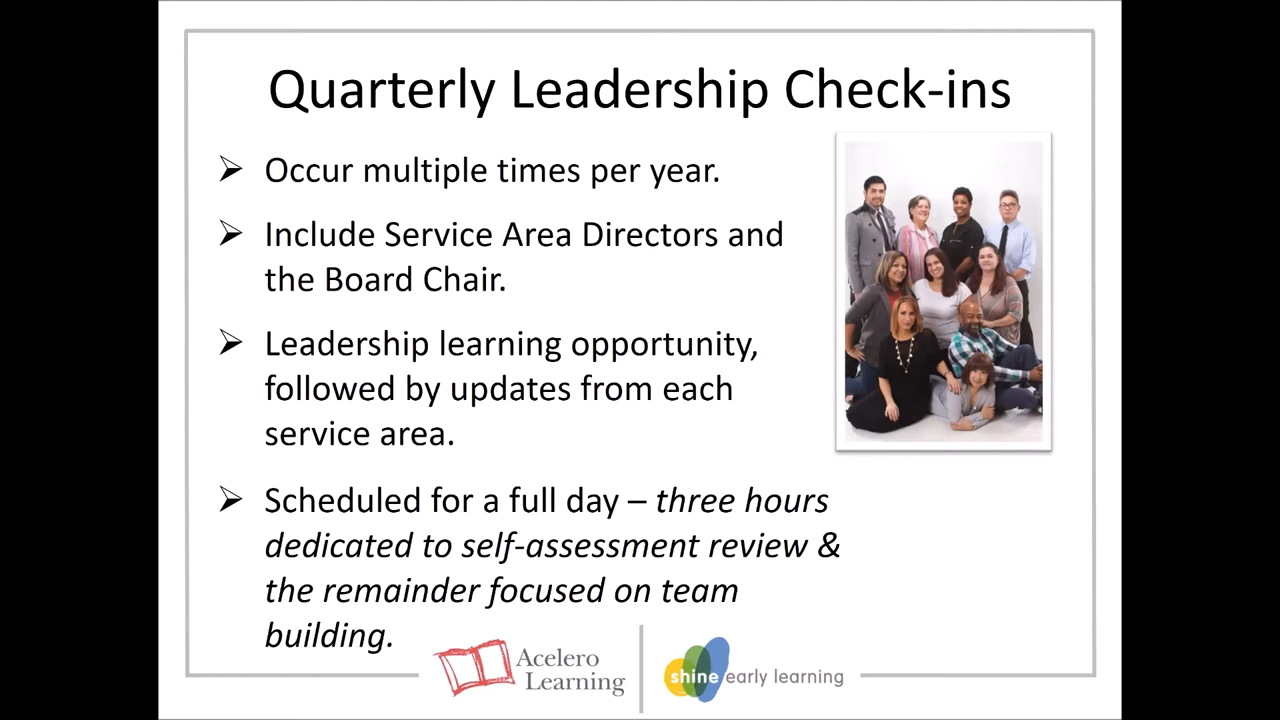 Quarterly Leadership Check-ins
➢ Occur multiple times per year.
➢ Include Service Area Directors and
the Board Chair.
➢ Leadership learning opportunity,
followed by updates from each
service area.
➢ Scheduled for a full day – three hours
dedicated to self-assessment review &
the remainder focused on team
building.
Acelero
Learning
shine early learning